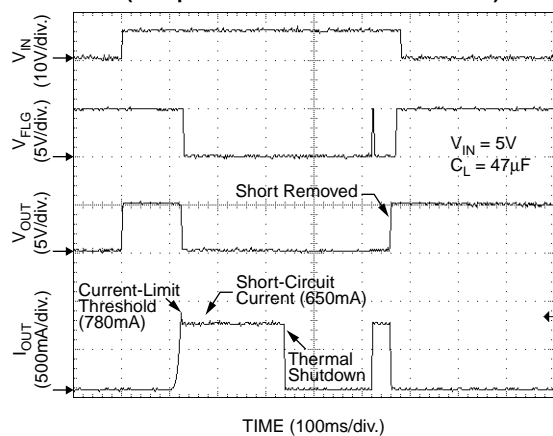 V_IN
(10V/div.)
V_FLG
(5V/div.)
V_IN = 5V
C_L = 47µF
Short Removed
V_OUT
(5V/div.)
Current-Limit
Threshold
(780mA)
Short-Circuit
Current (650mA)
Thermal
Shutdown
I_OUT
(500mA/div.)
TIME (100ms/div.)